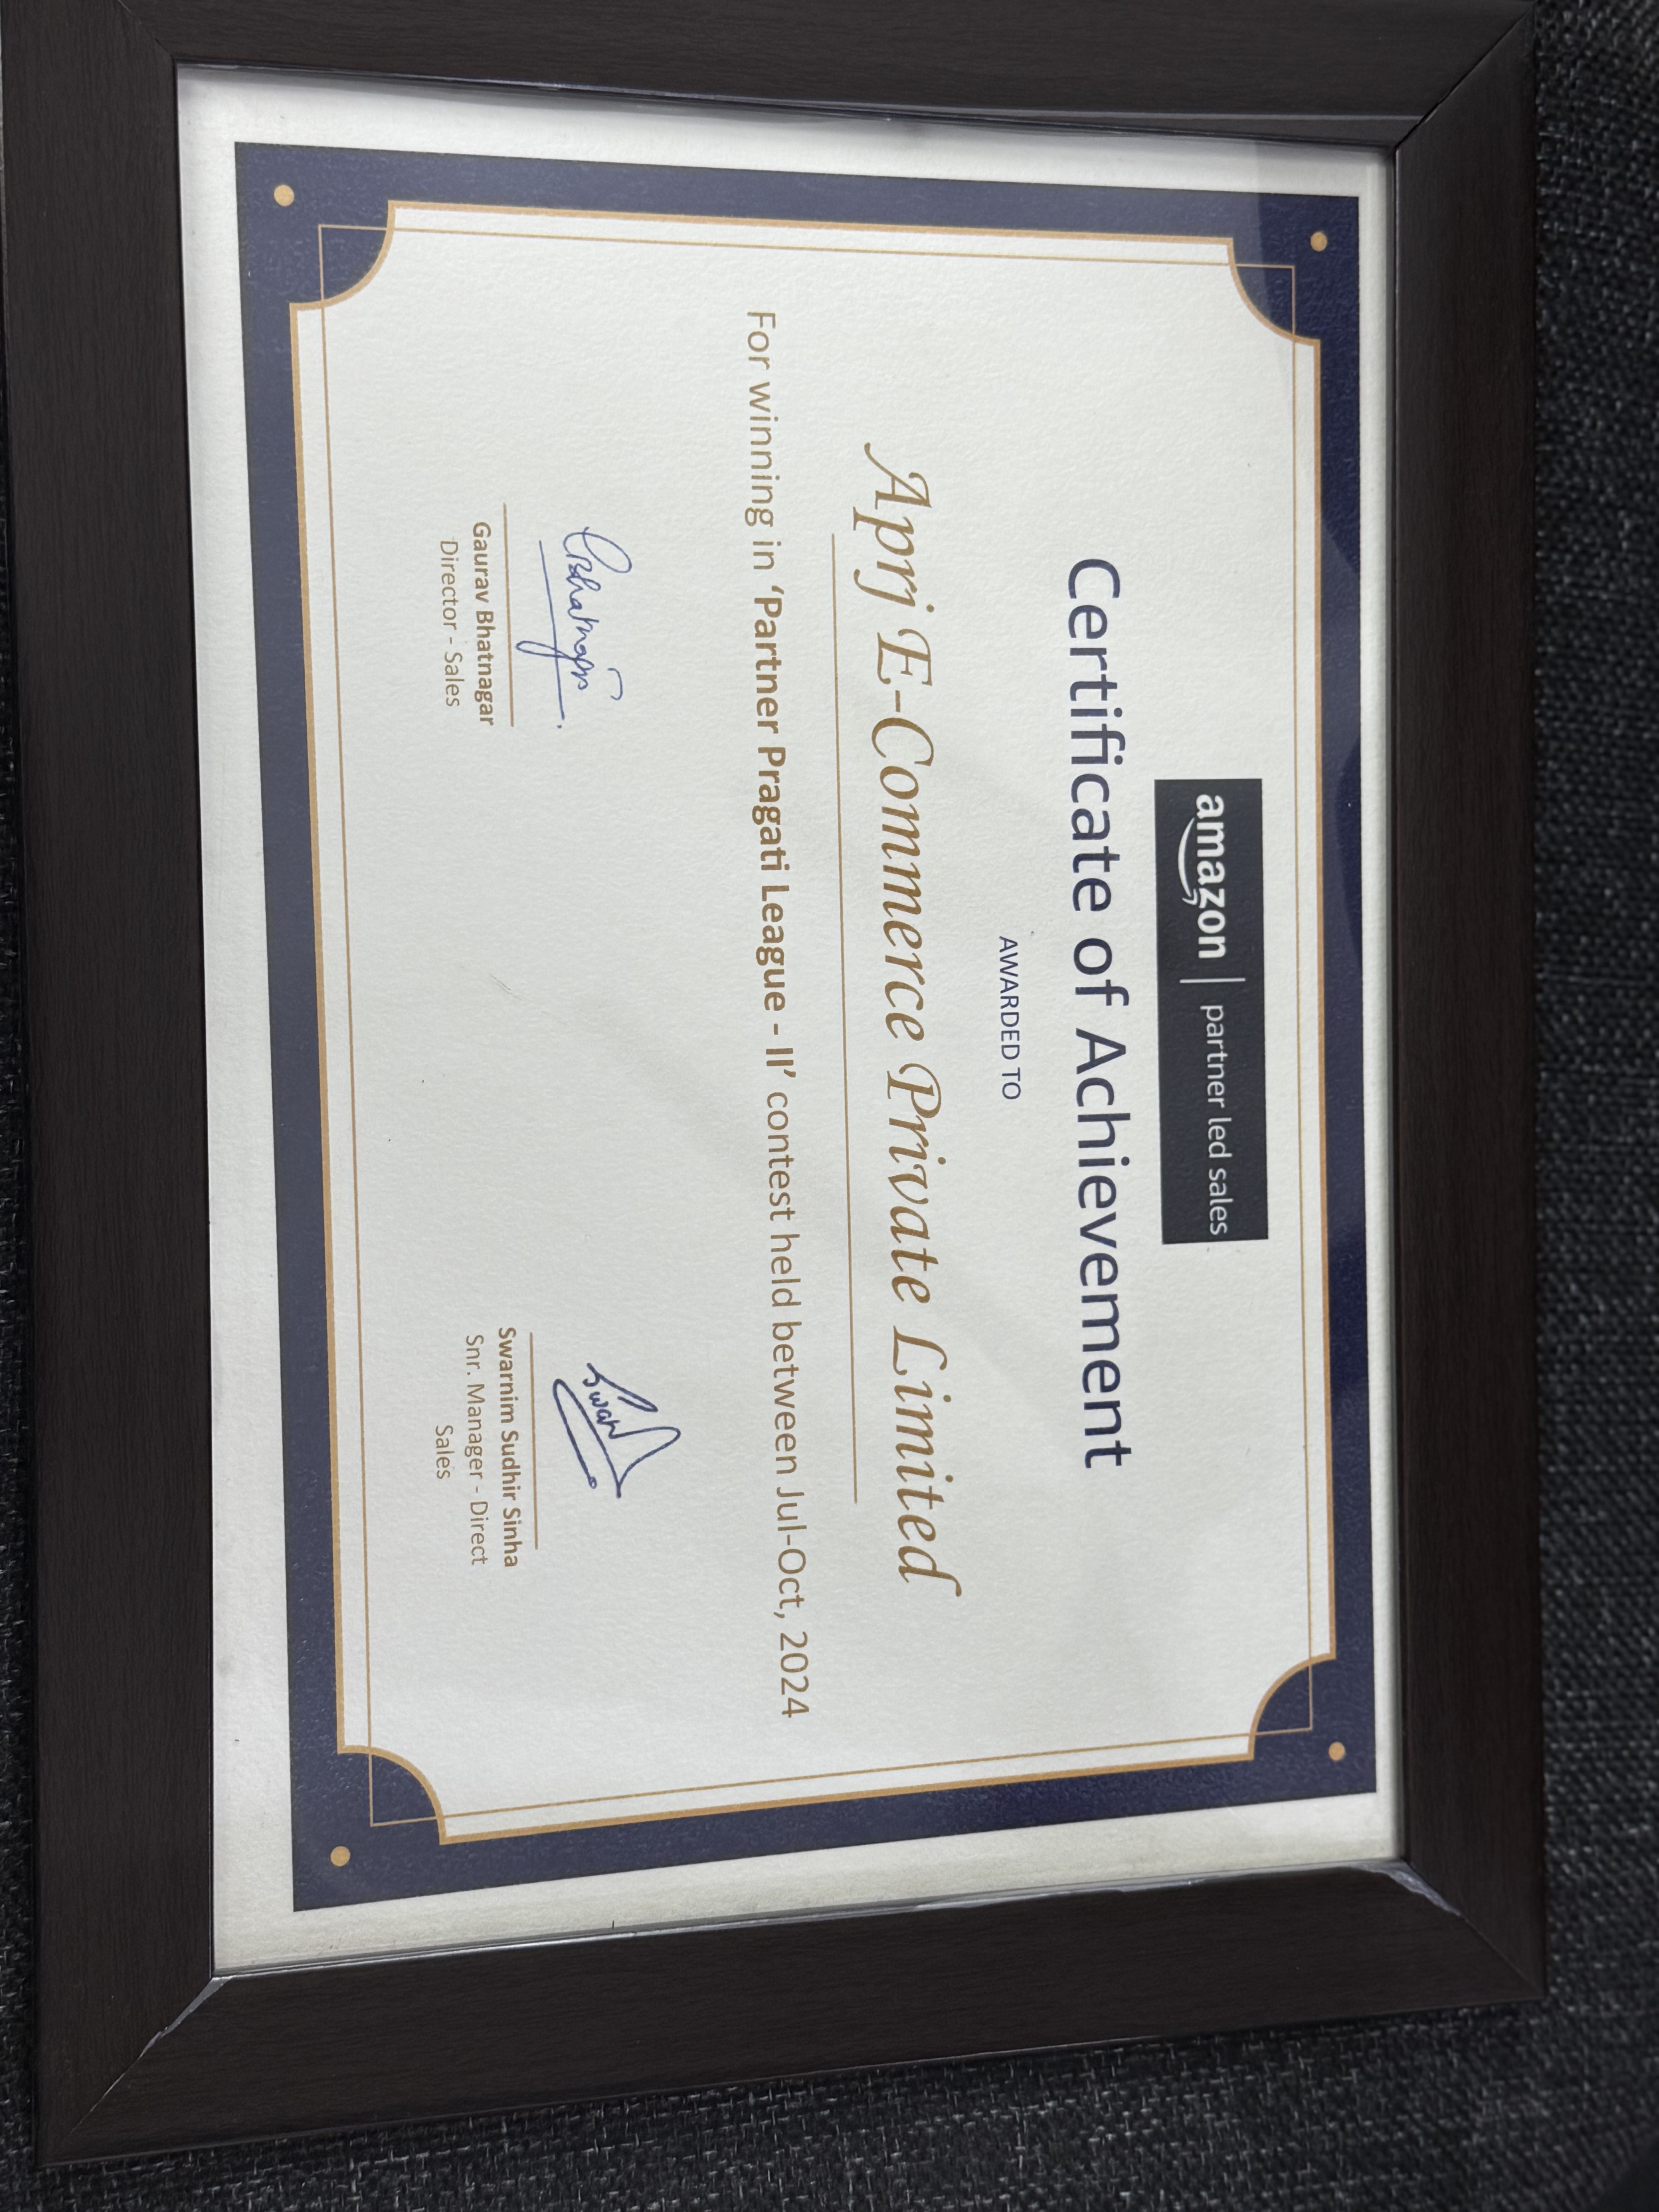 amazon | partner led sales
Certificate of Achievement
AWARDED TO
Aprj E-Commerce Private Limited
For winning in ‘Partner Pragati League - II’ contest held between Jul-Oct, 2024
GBhatnagar
Swar
Gaurav Bhatnagar
Director - Sales
Swarnim Sudhir Sinha
Snr. Manager - Direct
Sales